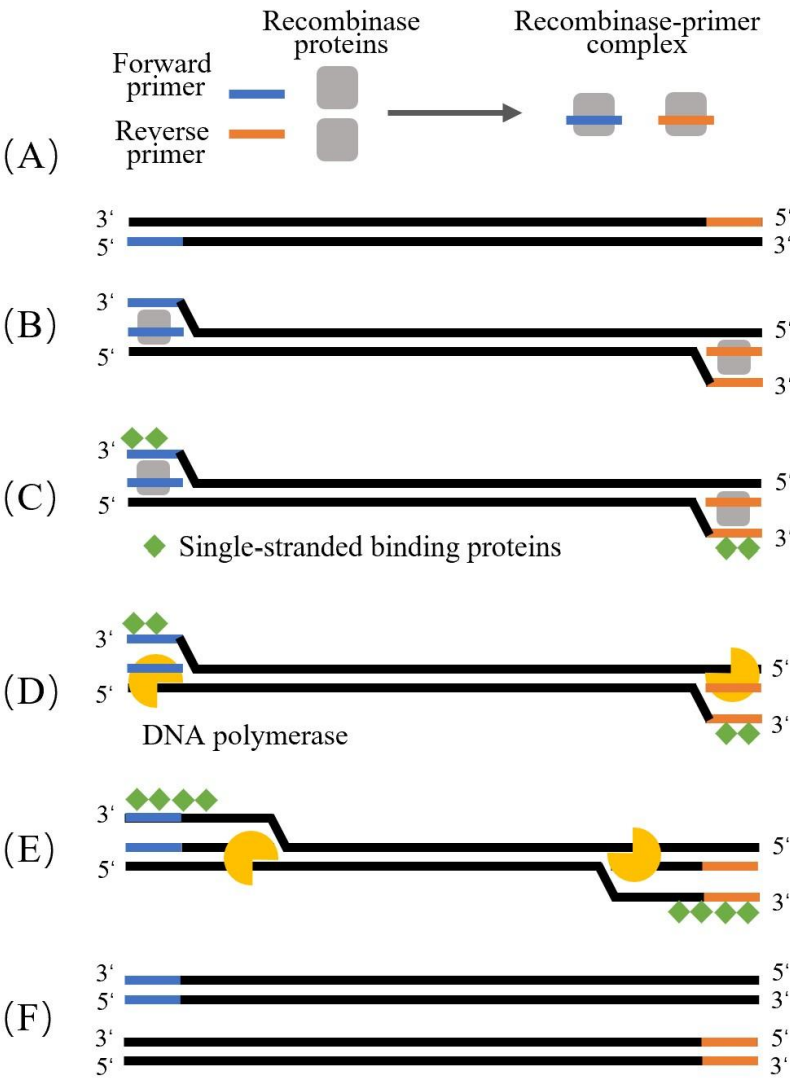 Recombinase
proteins
Recombinase-primer
complex
Forward
primer
Reverse
primer
(A)
3‘
5‘
5‘
3‘
(B)
3‘
5‘
5‘
3‘
(C)
3‘
5‘
5‘
3‘
Single-stranded binding proteins
(D)
3‘
5‘
5‘
3‘
DNA polymerase
(E)
3‘
5‘
5‘
3‘
(F)
3‘
5‘
5‘
3‘
3‘
5‘
5‘
3‘